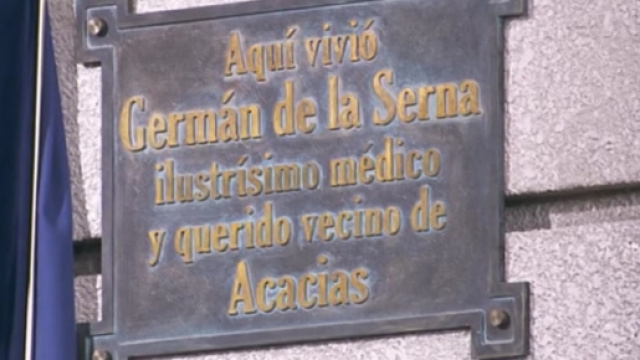 Aquí vivió
Germán de la Serna
ilustrísimo médico
y querido vecino de
Acacias